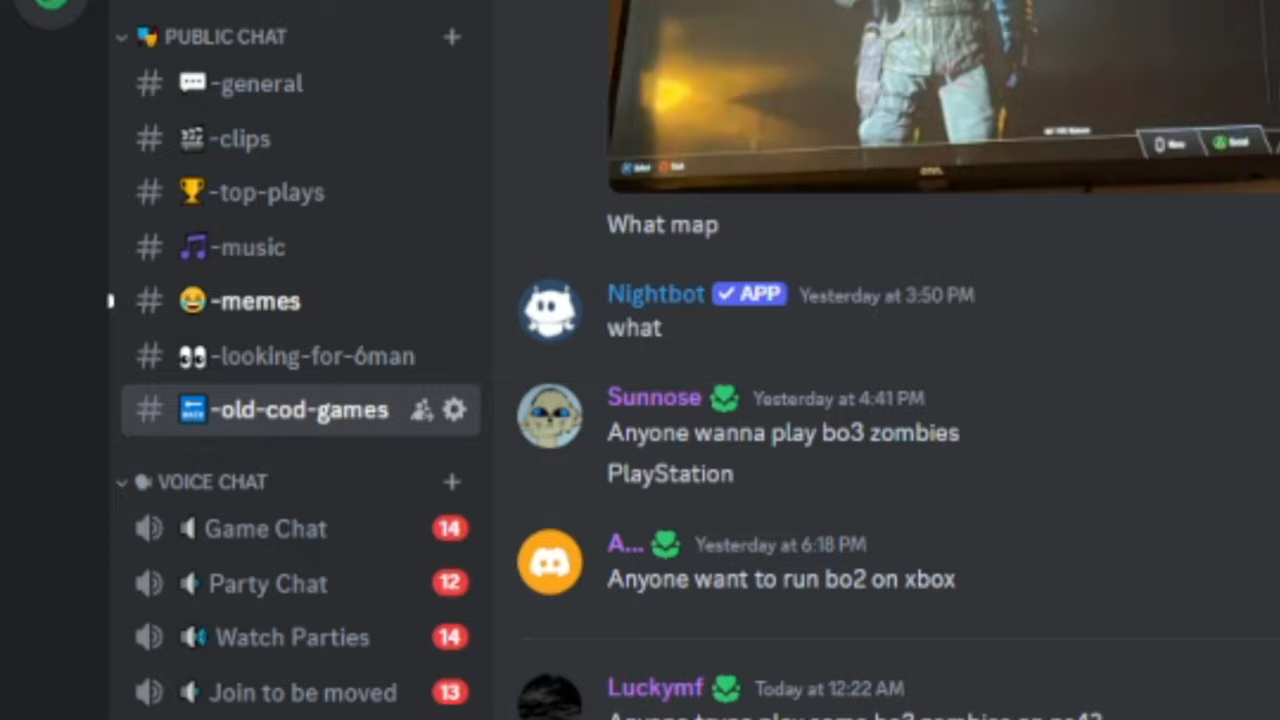 PUBLIC CHAT
-general
-clips
-top-plays
-music
-memes
-looking-for-6man
BACK -old-cod-games
VOICE CHAT
Game Chat 14
Party Chat 12
Watch Parties 14
Join to be moved 13
What map
Nightbot APP Yesterday at 3:50 PM
what
Sunnose Yesterday at 4:41 PM
Anyone wanna play bo3 zombies
PlayStation
A... Yesterday at 6:18 PM
Anyone want to run bo2 on xbox
Luckymf Today at 12:22 AM